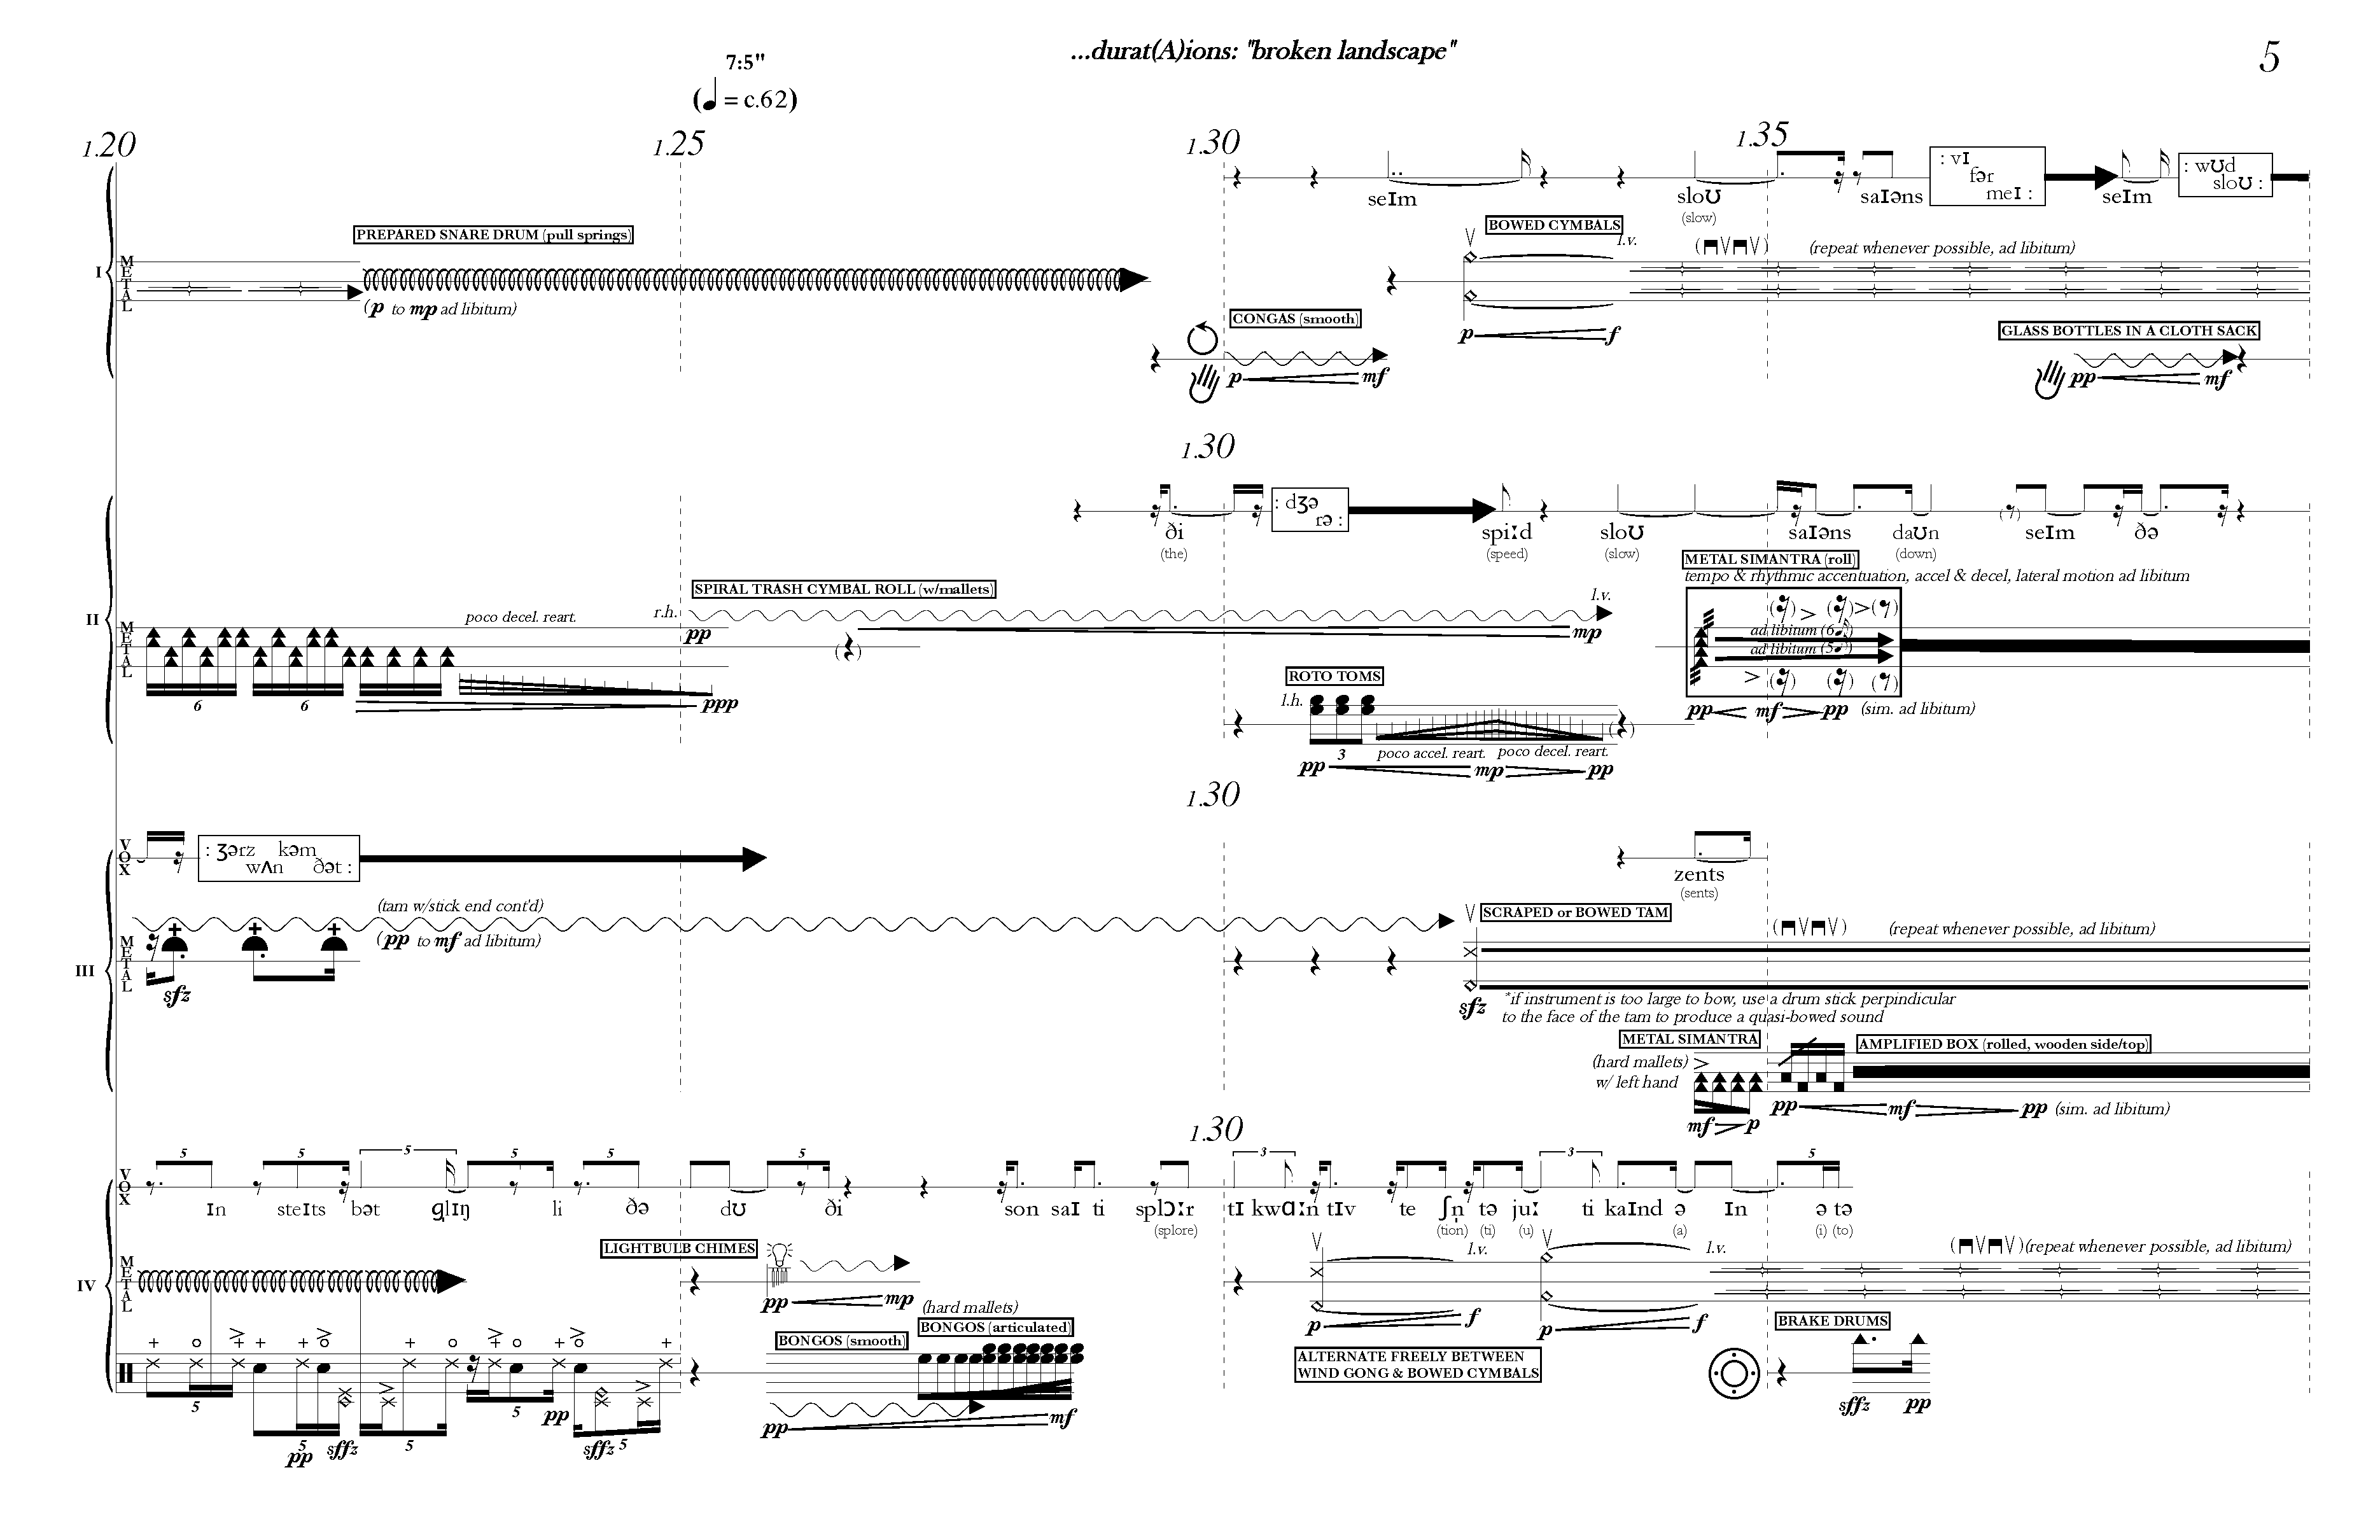 ...durat(A)ions: "broken landscape"
5
7:5"
(♩ = c.62)
1.20
1.25
1.30
1.35
: vɪ
fər
meɪ :
: wʊd
sloʊ :
seɪm
sloʊ
saɪəns
seɪm
(slow)
I
METAL
PREPARED SNARE DRUM (pull springs)
(p to mp ad libitum)
BOWED CYMBALS
l.v.
(repeat whenever possible, ad libitum)
p
f
CONGAS (smooth)
p
mf
GLASS BOTTLES IN A CLOTH SACK
pp
mf
1.30
: dʒə
rə :
ði
spiːd
sloʊ
saɪəns
daʊn
seɪm
ðə
(the)
(speed)
(slow)
(down)
II
METAL
poco decel. reart.
6
6
ppp
SPIRAL TRASH CYMBAL ROLL (w/mallets)
r.h.
l.v.
pp
mp
METAL SIMANTRA (roll)
tempo & rhythmic accentuation, accel & decel, lateral motion ad libitum
ad libitum (6
ad libitum (5
pp
mf
pp
(sim. ad libitum)
ROTO TOMS
l.h.
3
poco accel. reart.
poco decel. reart.
pp
mp
pp
1.30
III
VOX
: ʒərz kəm
wʌn ðət :
zents
(sents)
METAL
(tam w/stick end cont'd)
(pp to mf ad libitum)
sfz
SCRAPED or BOWED TAM
(repeat whenever possible, ad libitum)
sfz
*if instrument is too large to bow, use a drum stick perpindicular
to the face of the tam to produce a quasi-bowed sound
METAL SIMANTRA
(hard mallets)
w/ left hand
mf
p
AMPLIFIED BOX (rolled, wooden side/top)
pp
mf
pp
(sim. ad libitum)
1.30
IV
VOX
5
5
5
5
5
5
3
3
5
ɪn steɪts bət glɪŋ li ðə dʊ ði son saɪ ti splɔːr tɪ kwɑːn tɪv te ʃn̩ tə juː ti kaɪnd ə ɪn ə tə
(splore)
(tion)
(ti)
(u)
(a)
(i)
(to)
METAL
LIGHTBULB CHIMES
pp
mp
l.v.
l.v.
(repeat whenever possible, ad libitum)
p
f
p
f
(hard mallets)
BONGOS (smooth)
BONGOS (articulated)
pp
mf
ALTERNATE FREELY BETWEEN
WIND GONG & BOWED CYMBALS
BRAKE DRUMS
sffz
pp
5
5
5
5
5
pp
sffz
pp
sffz